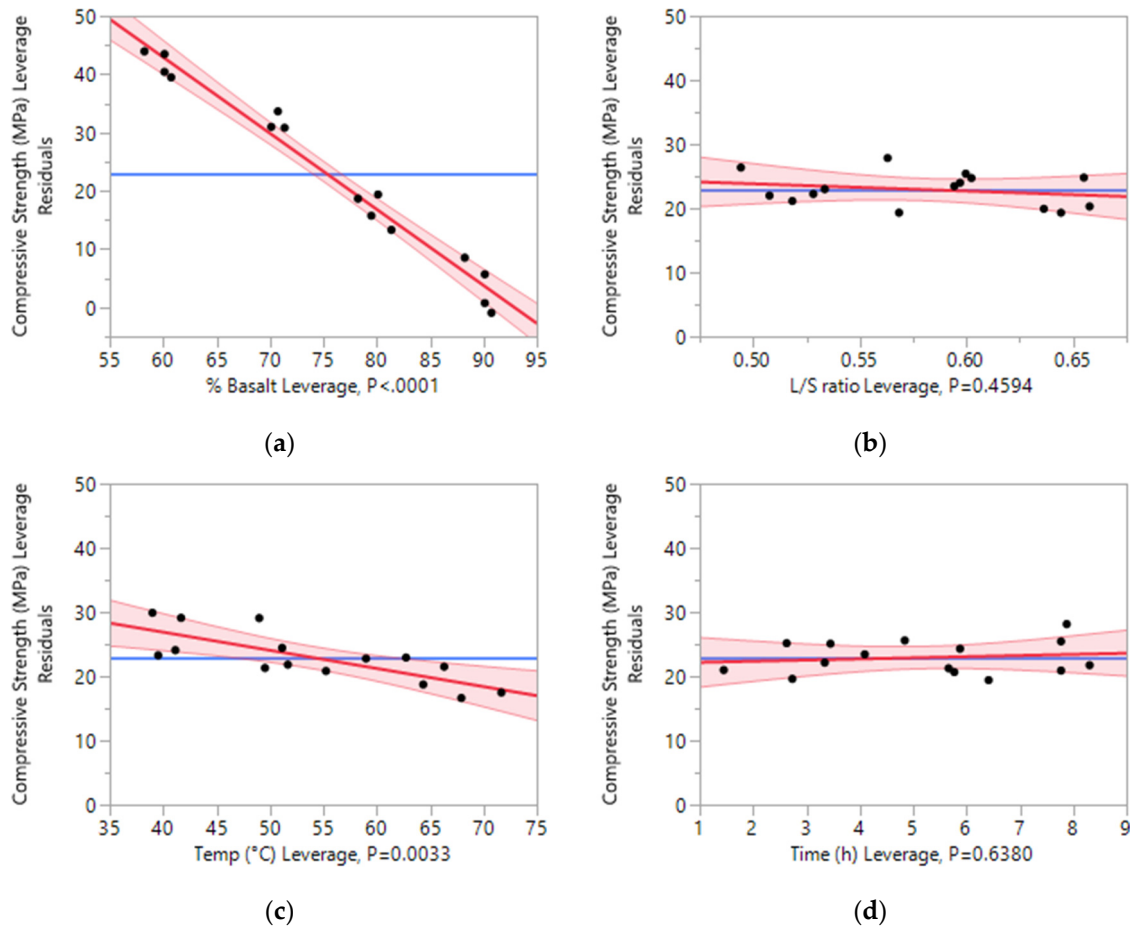 Compressive Strength (MPa) Leverage
Residuals
50
40
30
20
10
0
55 60 65 70 75 80 85 90 95
% Basalt Leverage, P<.0001
(a)
Compressive Strength (MPa) Leverage
Residuals
50
40
30
20
10
0
0.50 0.55 0.60 0.65
L/S ratio Leverage, P=0.4594
(b)
Compressive Strength (MPa) Leverage
Residuals
50
40
30
20
10
0
35 40 45 50 55 60 65 70 75
Temp (°C) Leverage, P=0.0033
(c)
Compressive Strength (MPa) Leverage
Residuals
50
40
30
20
10
0
1 2 3 4 5 6 7 8 9
Time (h) Leverage, P=0.6380
(d)